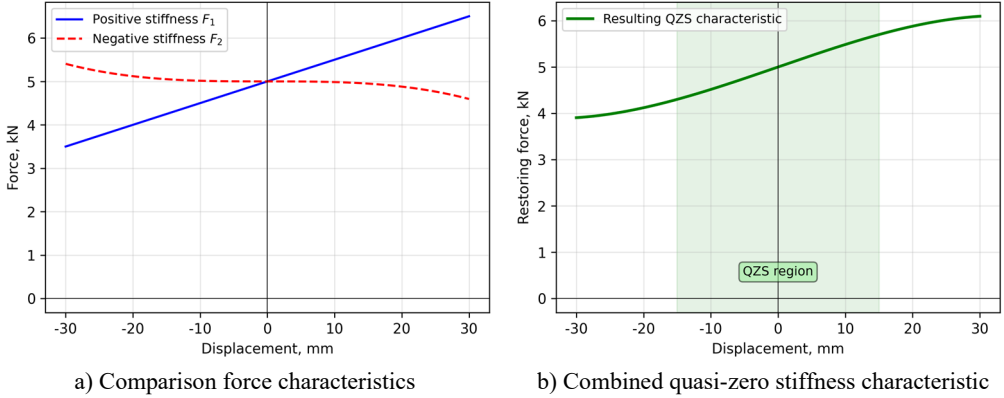 Positive stiffness F1
Negative stiffness F2
6
5
4
3
2
1
0
Force, kN
-30 -20 -10 0 10 20 30
Displacement, mm
a) Comparison force characteristics
Resulting QZS characteristic
6
5
4
3
2
1
0
Restoring force, kN
QZS region
-30 -20 -10 0 10 20 30
Displacement, mm
b) Combined quasi-zero stiffness characteristic